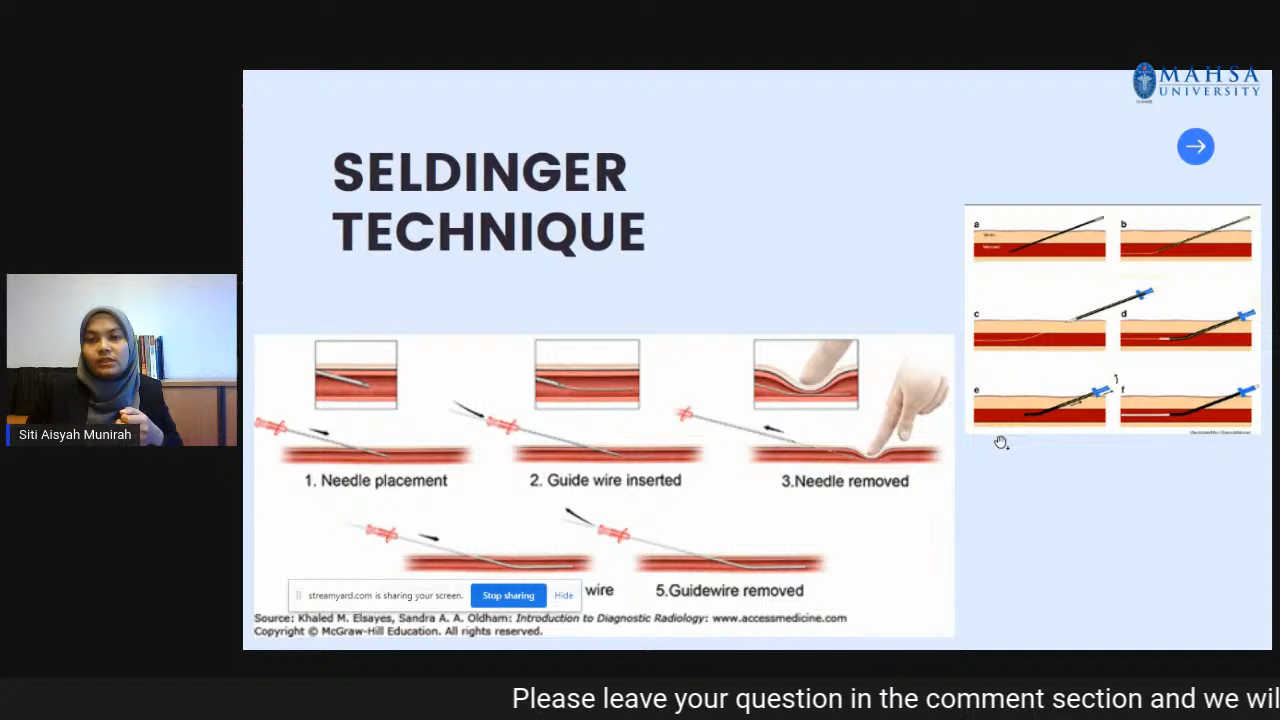 MAHSA
UNIVERSITY
SELDINGER
TECHNIQUE
a
b
Skin
Vessel
c
d
e
f
1. Needle placement
2. Guide wire inserted
3.Needle removed
wire
5.Guidewire removed
streamyard.com is sharing your screen.
Stop sharing
Hide
Source: Khaled M. Elsayes, Sandra A. A. Oldham: Introduction to Diagnostic Radiology: www.accessmedicine.com
Copyright © McGraw-Hill Education. All rights reserved.
Siti Aisyah Munirah
Please leave your question in the comment section and we wil